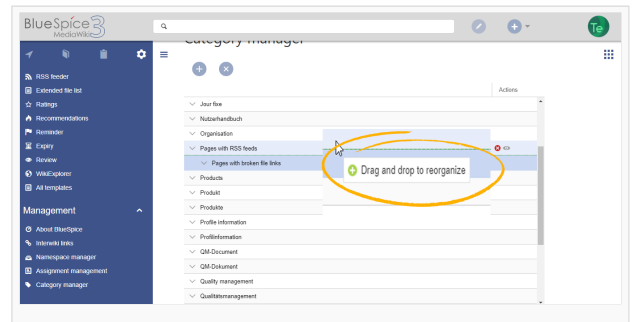 BlueSpice 3
MediaWiki
Te
Category manager
RSS feeder
Extended file list
Ratings
Recommendations
Reminder
Expiry
Review
WikiExplorer
All templates
Management
About BlueSpice
Interwiki links
Namespace manager
Assignment management
Category manager
Actions
Jour fixe
Nutzerhandbuch
Organisation
Pages with RSS feeds
Pages with broken file links
Drag and drop to reorganize
Products
Produkt
Produkte
Profile information
Profilinformation
QM-Document
QM-Dokument
Quality management
Qualitätsmanagement